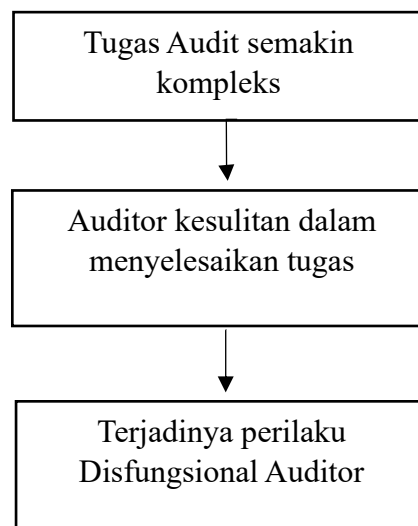 Tugas Audit semakin
kompleks
Auditor kesulitan dalam
menyelesaikan tugas
Terjadinya perilaku
Disfungsional Auditor